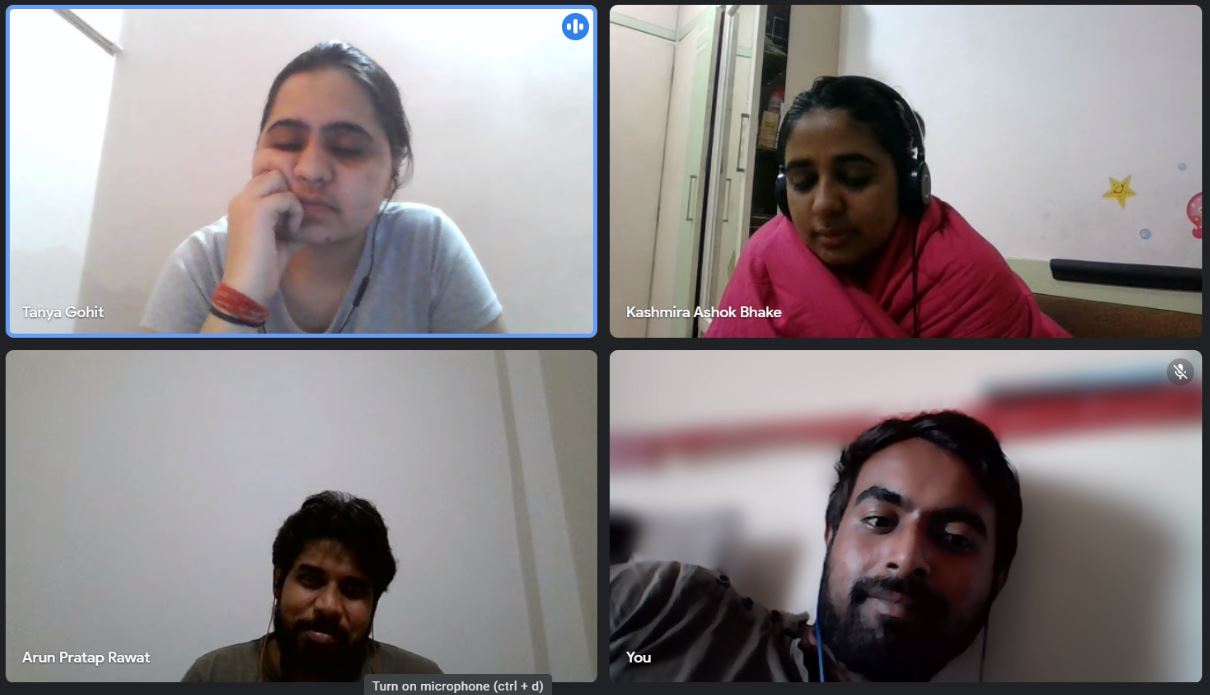 Tanya Gohit
Kashmira Ashok Bhake
Arun Pratap Rawat
You
Turn on microphone (ctrl + d)